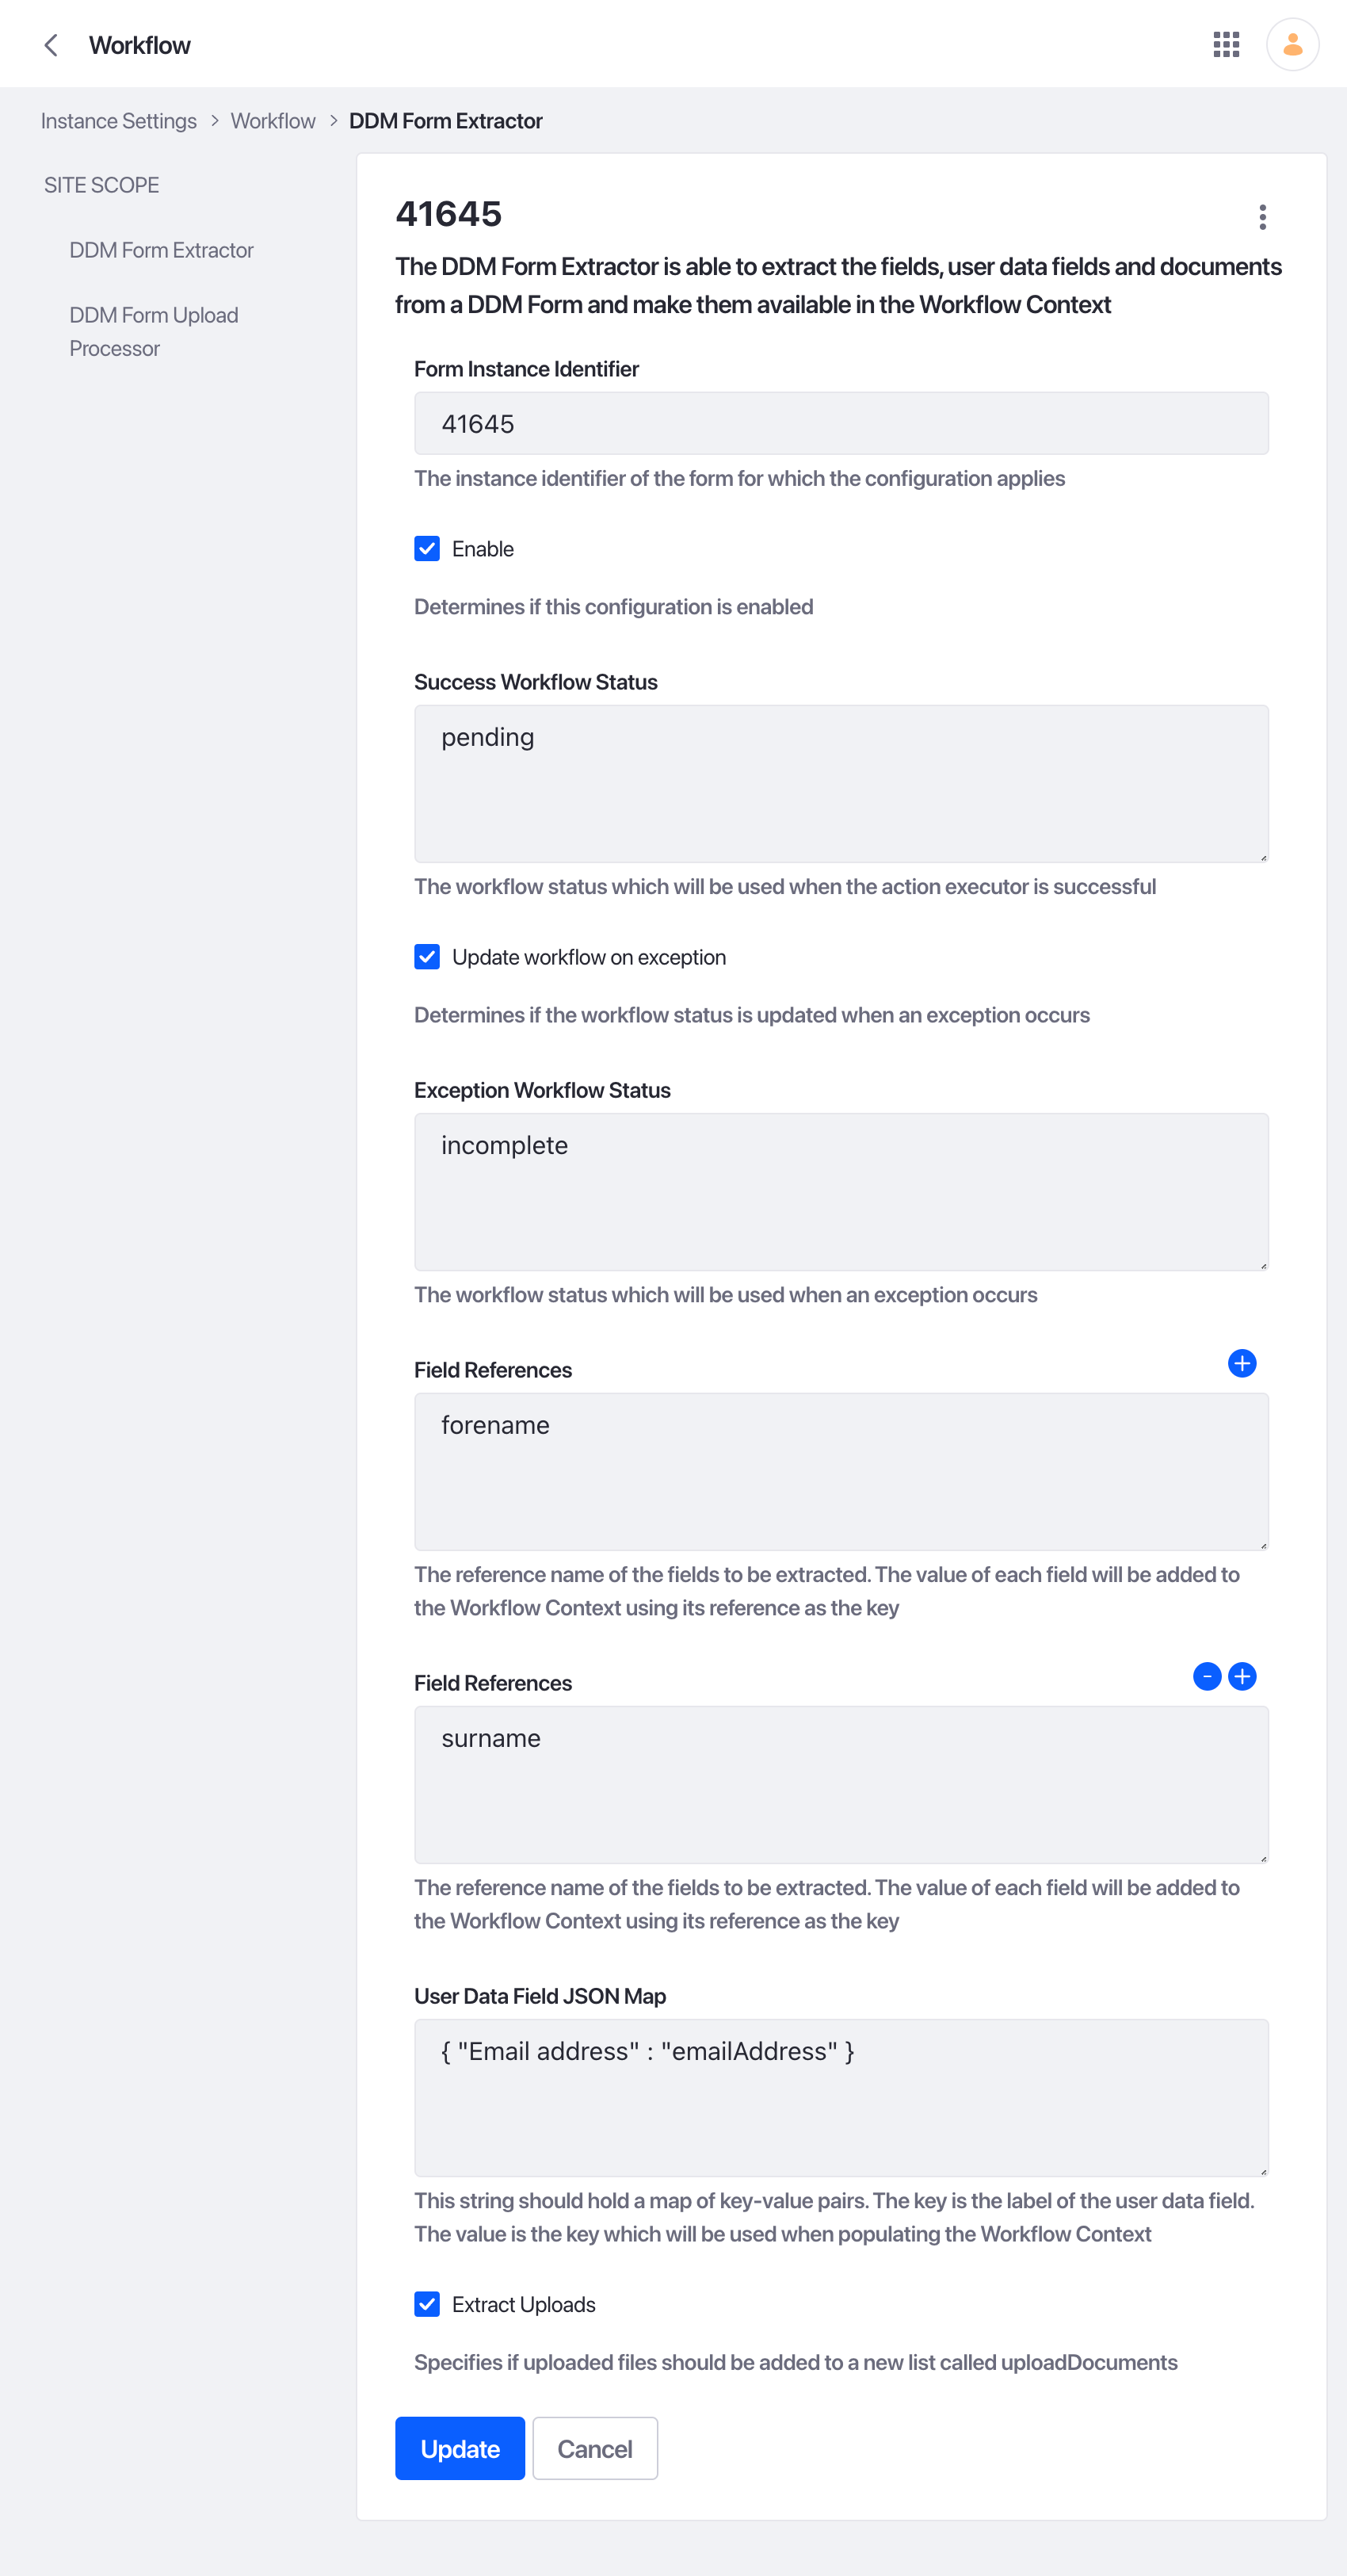 Workflow
Instance Settings > Workflow > DDM Form Extractor
SITE SCOPE
DDM Form Extractor
DDM Form Upload
Processor
41645
The DDM Form Extractor is able to extract the fields, user data fields and documents
from a DDM Form and make them available in the Workflow Context
Form Instance Identifier
41645
The instance identifier of the form for which the configuration applies
Enable
Determines if this configuration is enabled
Success Workflow Status
pending
The workflow status which will be used when the action executor is successful
Update workflow on exception
Determines if the workflow status is updated when an exception occurs
Exception Workflow Status
incomplete
The workflow status which will be used when an exception occurs
Field References
forename
The reference name of the fields to be extracted. The value of each field will be added to
the Workflow Context using its reference as the key
Field References
surname
The reference name of the fields to be extracted. The value of each field will be added to
the Workflow Context using its reference as the key
User Data Field JSON Map
{ "Email address" : "emailAddress" }
This string should hold a map of key-value pairs. The key is the label of the user data field.
The value is the key which will be used when populating the Workflow Context
Extract Uploads
Specifies if uploaded files should be added to a new list called uploadDocuments
Update Cancel